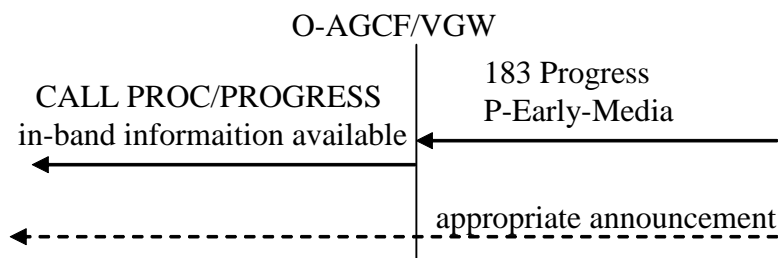 O-AGCF/VGW
183 Progress
P-Early-Media
CALL PROC/PROGRESS
in-band informaition available
appropriate announcement